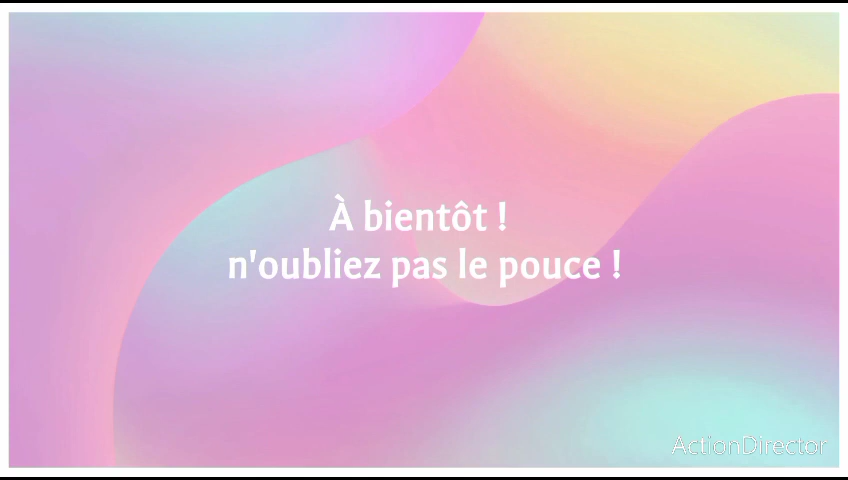 À bientôt !
n'oubliez pas le pouce !
ActionDirector